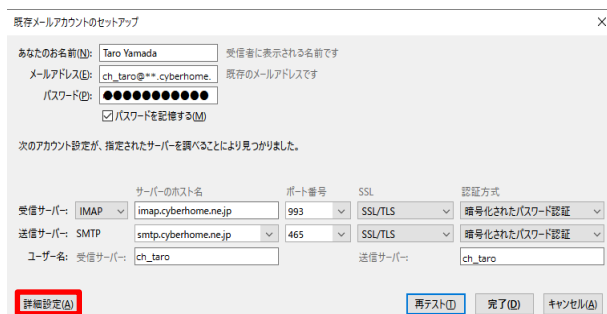 既存メールアカウントのセットアップ ×
あなたのお名前(N): Taro Yamada 受信者に表示される名前です
メールアドレス(E): ch_taro@**.cyberhome. 既存のメールアドレスです
パスワード(P): ●●●●●●●●●●●
パスワードを記憶する(M)
次のアカウント設定が、指定されたサーバーを調べることにより見つかりました。
サーバーのホスト名 ポート番号 SSL 認証方式
受信サーバー: IMAP imap.cyberhome.ne.jp 993 SSL/TLS 暗号化されたパスワード認証
送信サーバー: SMTP smtp.cyberhome.ne.jp 465 SSL/TLS 暗号化されたパスワード認証
ユーザー名: 受信サーバー: ch_taro 送信サーバー: ch_taro
詳細設定(A) 再テスト(T) 完了(D) キャンセル(A)